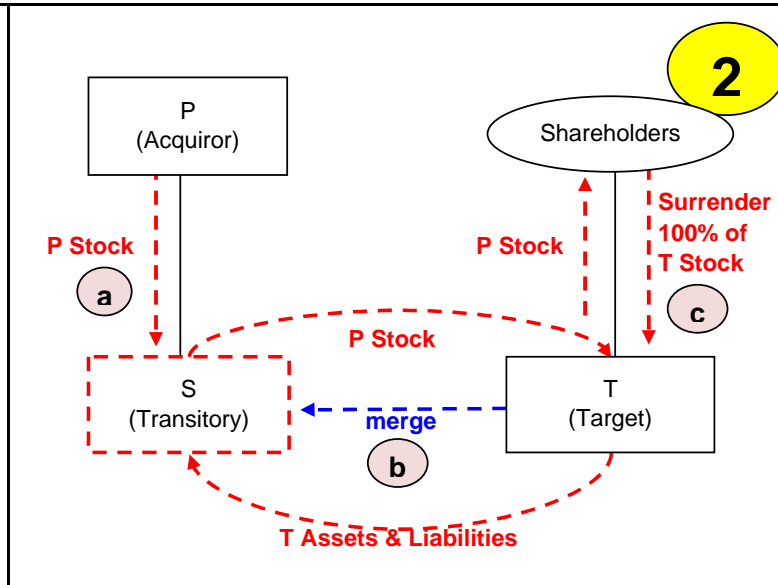 2
P
(Acquiror)
Shareholders
P Stock
a
P Stock
Surrender
100% of
T Stock
c
P Stock
S
(Transitory)
merge
b
T
(Target)
T Assets & Liabilities